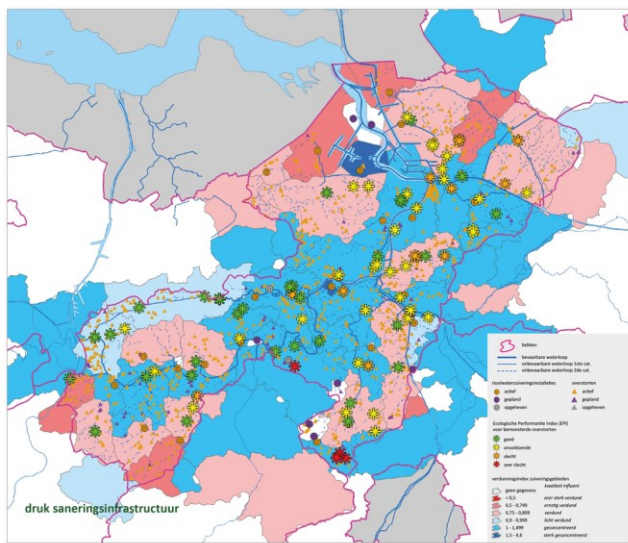 bekken
bevaarbare waterloop
onbevaarbare waterloop 1ste cat.
onbevaarbare waterloop 2de cat.
rioolwaterzuiveringsinstallaties
overstorten
actief
actief
gepland
gepland
opgeheven
opgeheven
Ecologische Performantie Index (EPI)
voor bemonsterde overstorten
goed
onvoldoende
slecht
zeer slecht
verdunningsindex zuiveringsgebieden
kwaliteit influent
geen gegevens
< 0,5
zeer sterk verdund
0,5 - 0,749
ernstig verdund
0,75 - 0,899
verdund
0,9 - 0,999
licht verdund
1 - 1,499
geconcentreerd
1,5 - 4,6
sterk geconcentreerd
druk saneringsinfrastructuur